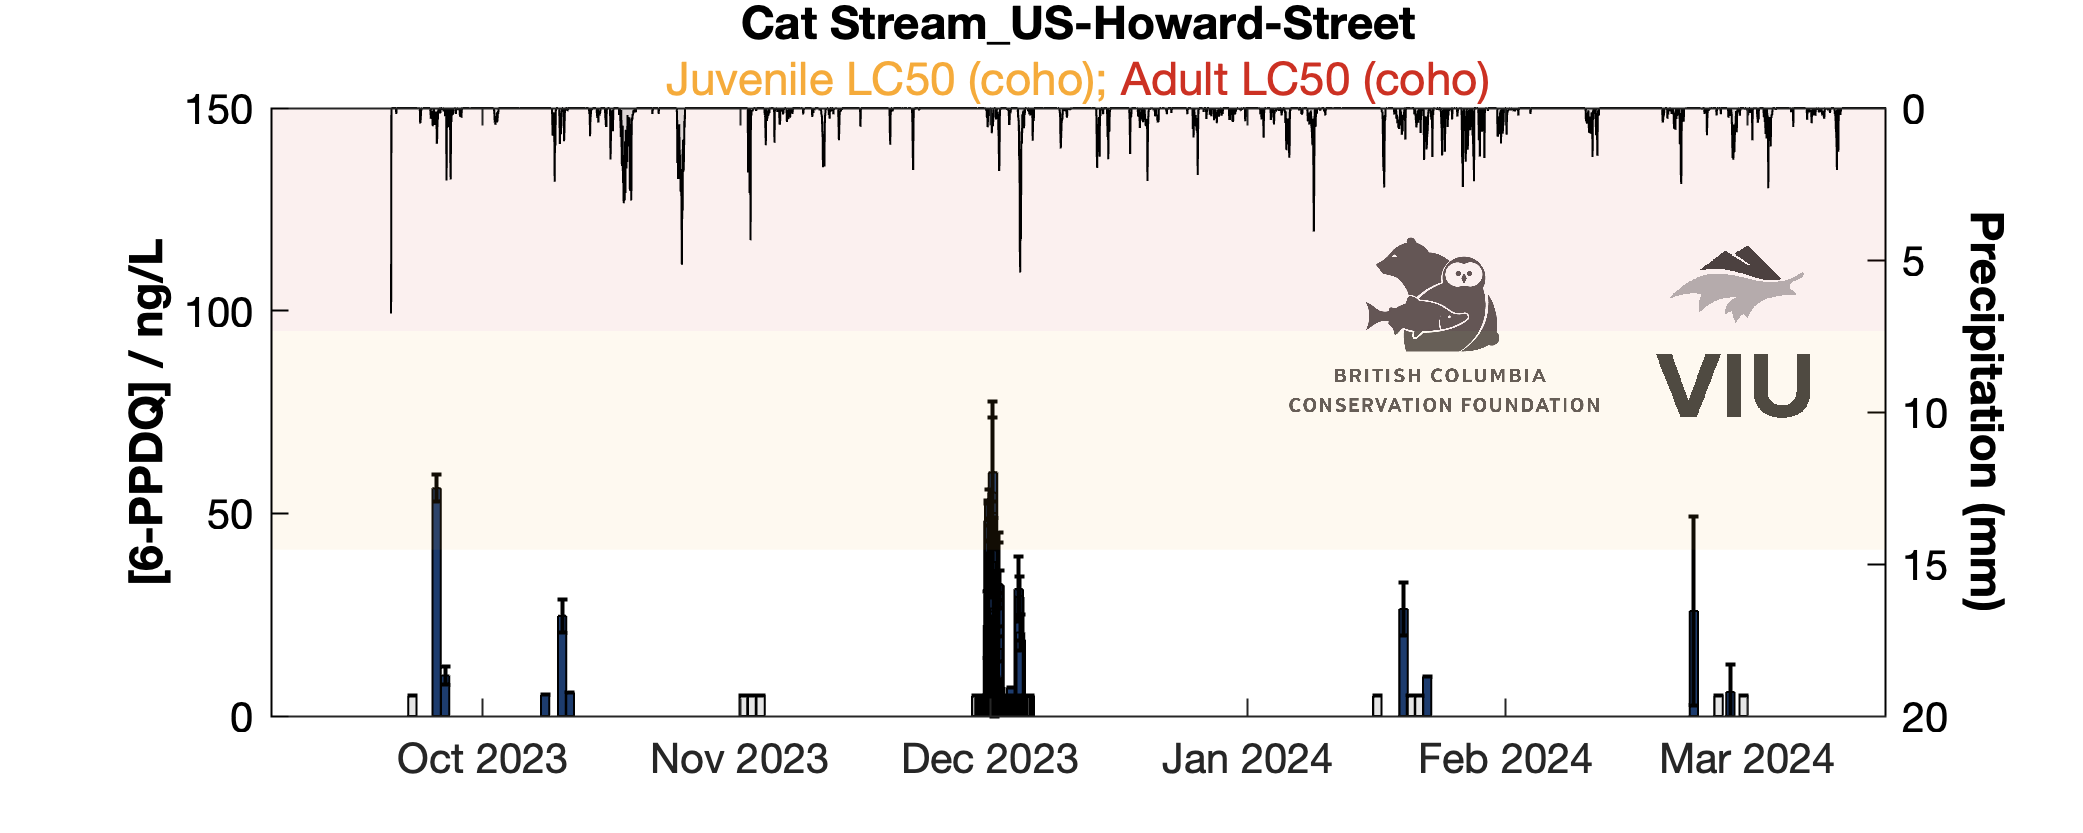 Cat Stream_US-Howard-Street
Juvenile LC50 (coho); Adult LC50 (coho)
[6-PPDQ] / ng/L
150
100
50
0
0
5
10
15
20
Precipitation (mm)
BRITISH COLUMBIA
CONSERVATION FOUNDATION
VIU
Oct 2023 Nov 2023 Dec 2023 Jan 2024 Feb 2024 Mar 2024